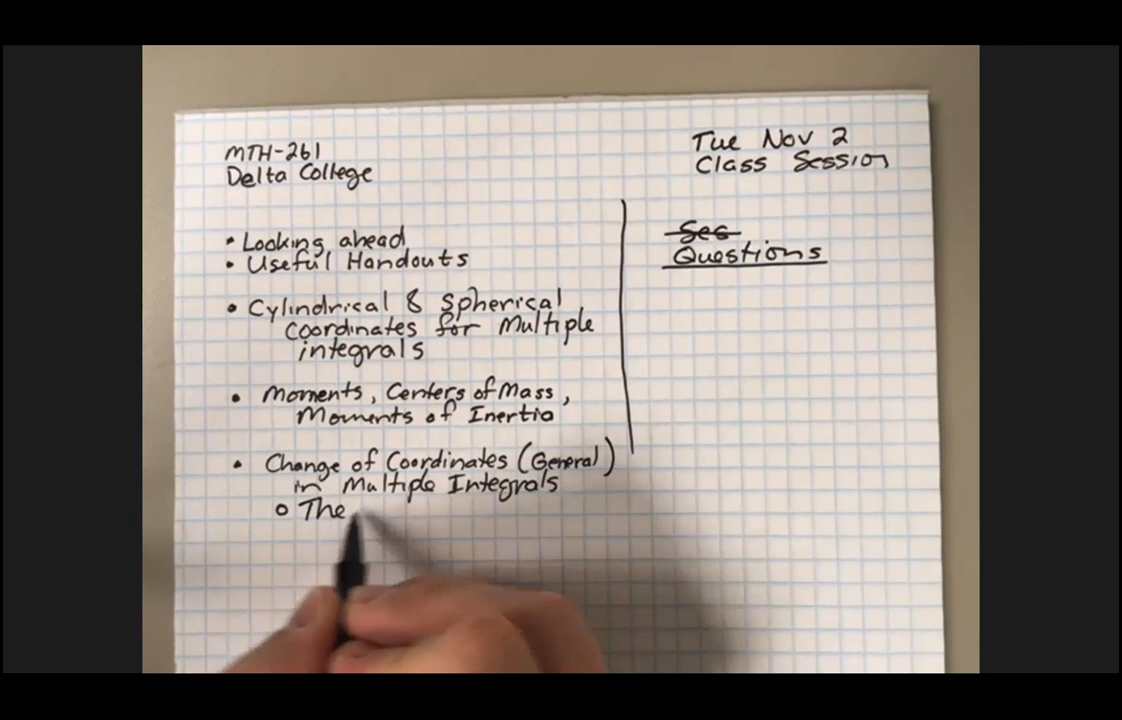 MTH-261
Delta College
Tue Nov 2
Class Session
• Looking ahead
• Useful Handouts
• Cylindrical & Spherical
coordinates for Multiple
integrals
• Moments, Centers of Mass,
Moments of Inertia
• Change of Coordinates (General)
in Multiple Integrals
o The
Ses
Questions